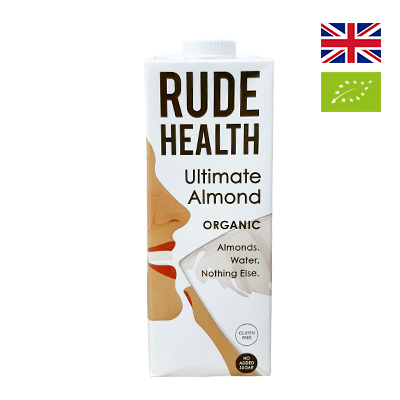 RUDE
HEALTH
Ultimate
Almond
ORGANIC
Almonds.
Water.
Nothing Else.
GLUTEN
FREE
NO
ADDED
SUGAR